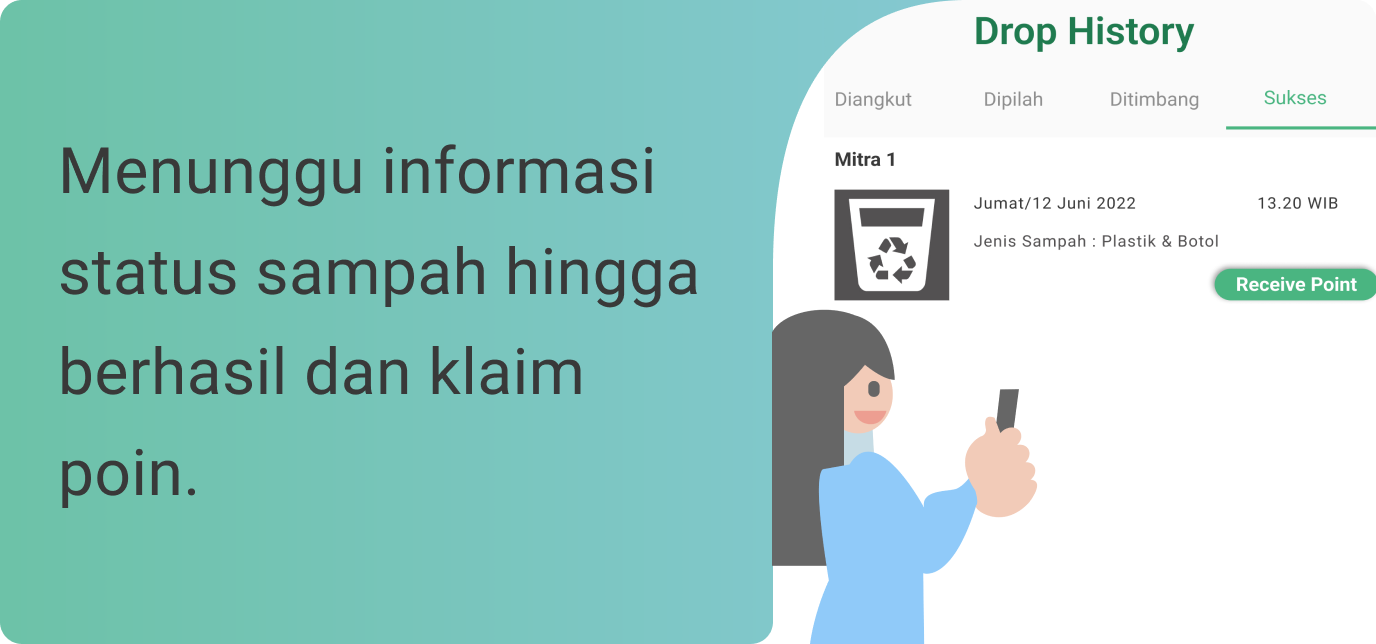 Menunggu informasi
status sampah hingga
berhasil dan klaim
poin.
Drop History
Diangkut Dipilah Ditimbang Sukses
Mitra 1
Jumat/12 Juni 2022 13.20 WIB
Jenis Sampah : Plastik & Botol
Receive Point